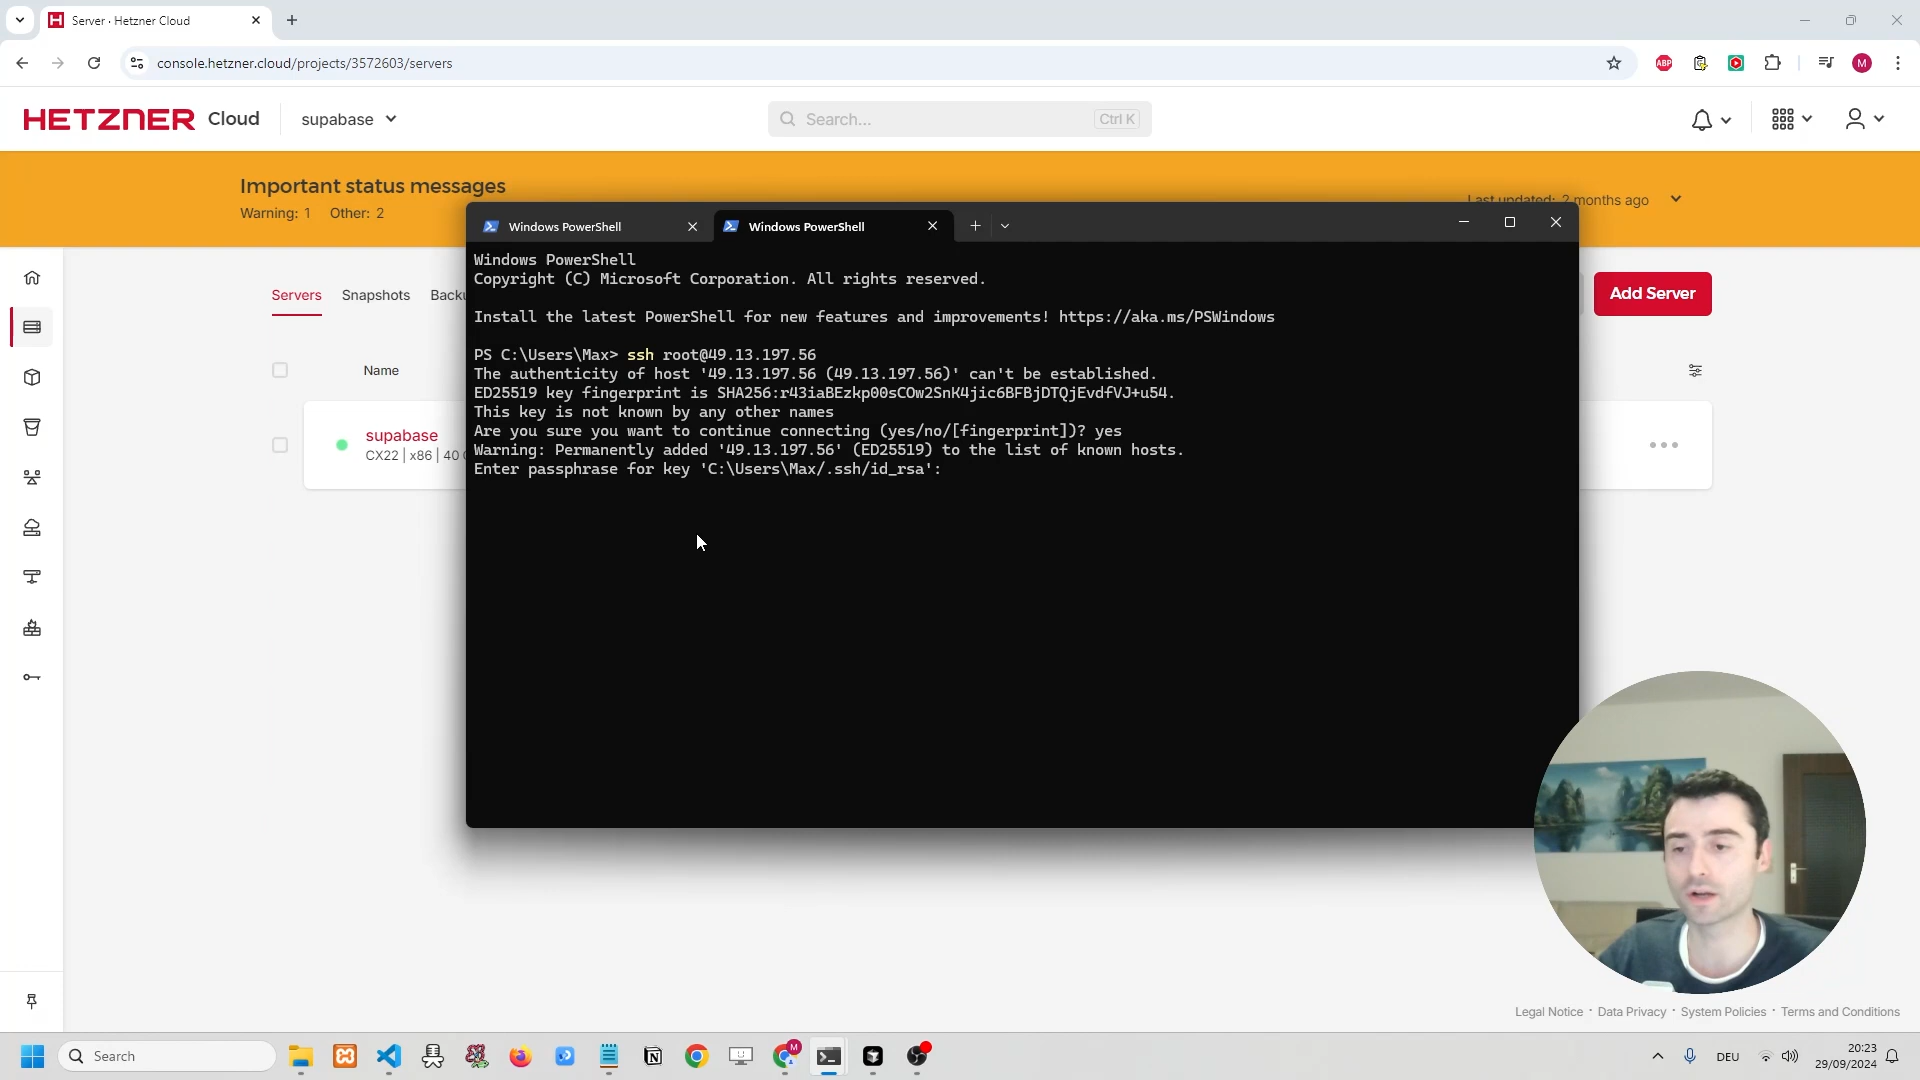 Server · Hetzner Cloud
console.hetzner.cloud/projects/3572603/servers
ABP
M
HETZNER Cloud
supabase
Search...
Ctrl K
Important status messages
Warning: 1 Other: 2
Last updated: 2 months ago
Windows PowerShell
Windows PowerShell
Windows PowerShell
Copyright (C) Microsoft Corporation. All rights reserved.
Install the latest PowerShell for new features and improvements! https://aka.ms/PSWindows
PS C:\Users\Max> ssh root@49.13.197.56
The authenticity of host '49.13.197.56 (49.13.197.56)' can't be established.
ED25519 key fingerprint is SHA256:r43iaBEzkp00sCOw2SnK4jic6BFBjDTQjEvdfVJ+u54.
This key is not known by any other names
Are you sure you want to continue connecting (yes/no/[fingerprint])? yes
Warning: Permanently added '49.13.197.56' (ED25519) to the list of known hosts.
Enter passphrase for key 'C:\Users\Max/.ssh/id_rsa':
Servers Snapshots
Add Server
Name
supabase
CX22 | x86 | 40
Legal Notice · Data Privacy · System Policies · Terms and Conditions
Search
M
DEU
20:23
29/09/2024